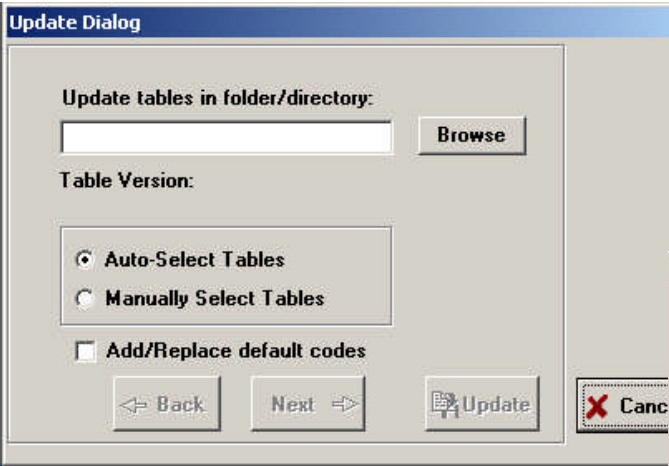 Update Dialog
Update tables in folder/directory:
Browse
Table Version:
Auto-Select Tables
Manually Select Tables
Add/Replace default codes
Back Next Update Canc